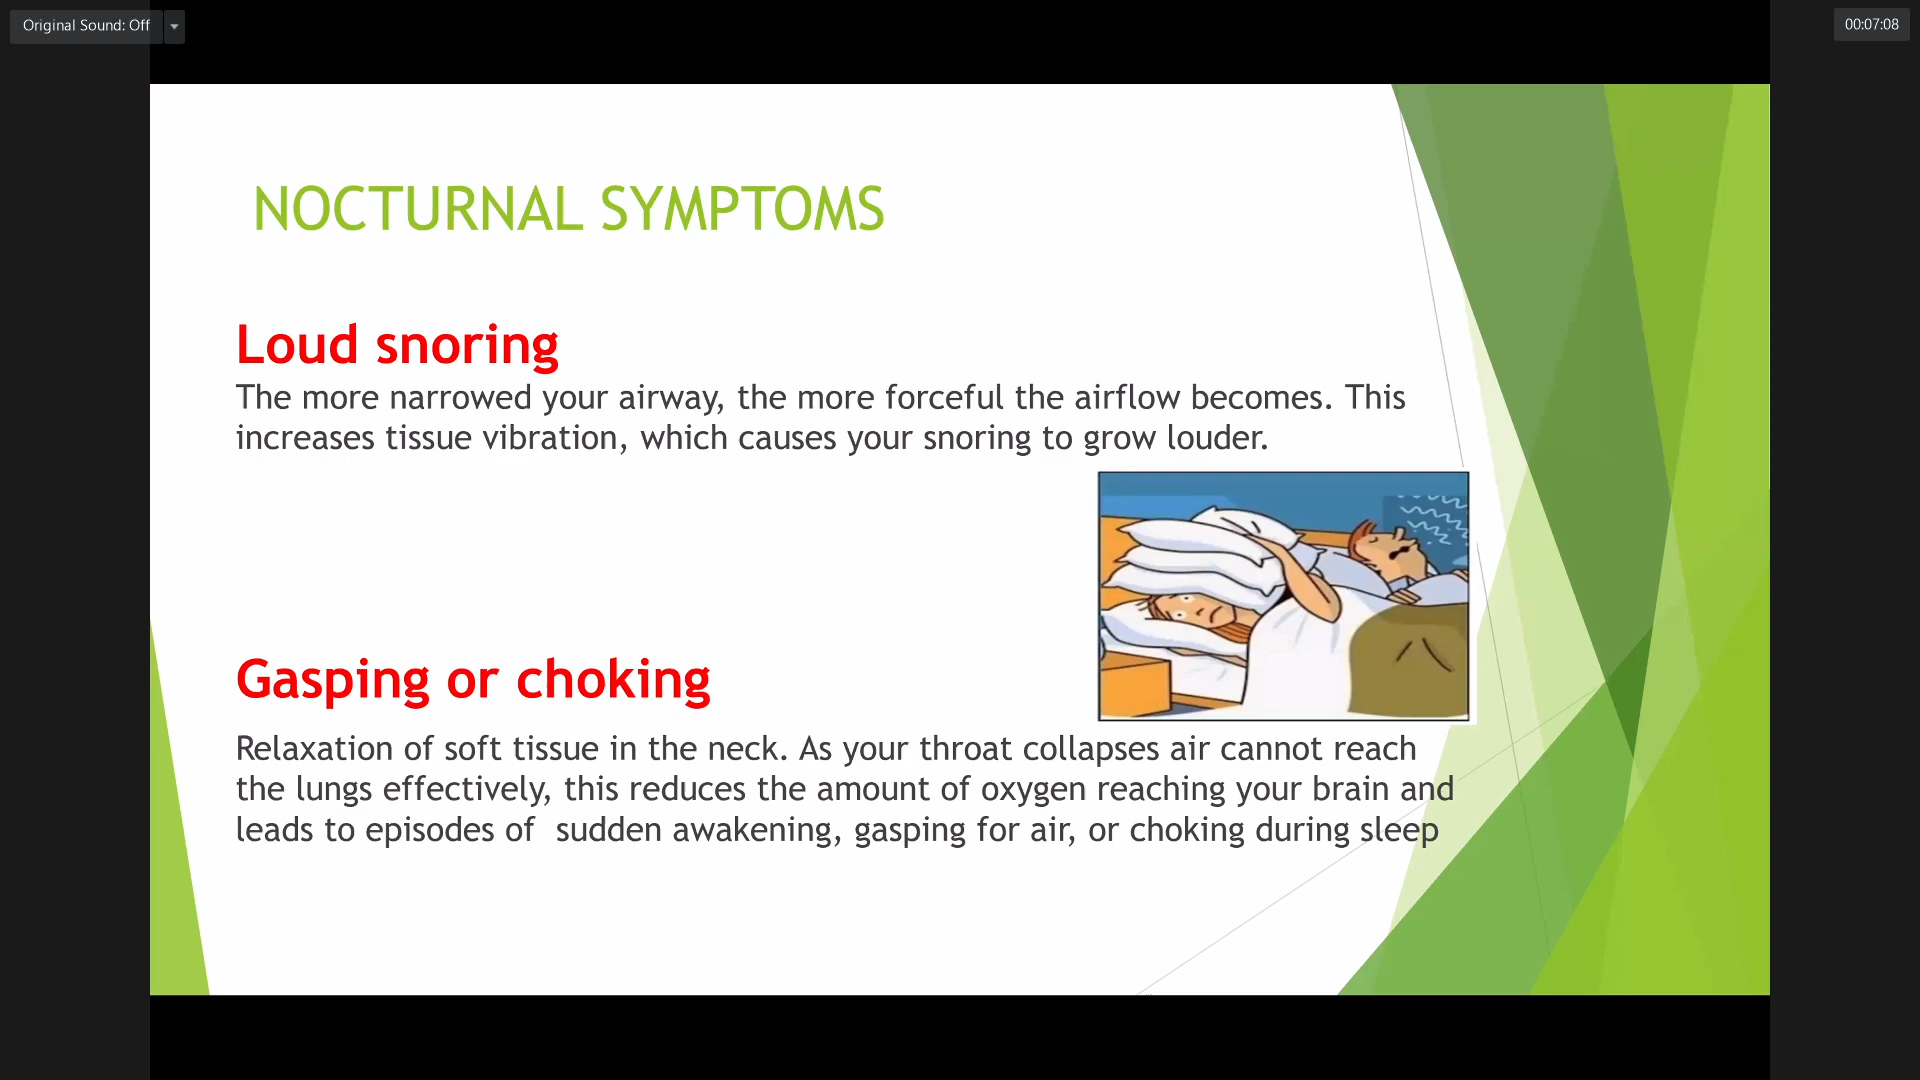 Original Sound: Off
00:07:08
NOCTURNAL SYMPTOMS
Loud snoring
The more narrowed your airway, the more forceful the airflow becomes. This
increases tissue vibration, which causes your snoring to grow louder.
Gasping or choking
Relaxation of soft tissue in the neck. As your throat collapses air cannot reach
the lungs effectively, this reduces the amount of oxygen reaching your brain and
leads to episodes of  sudden awakening, gasping for air, or choking during sleep